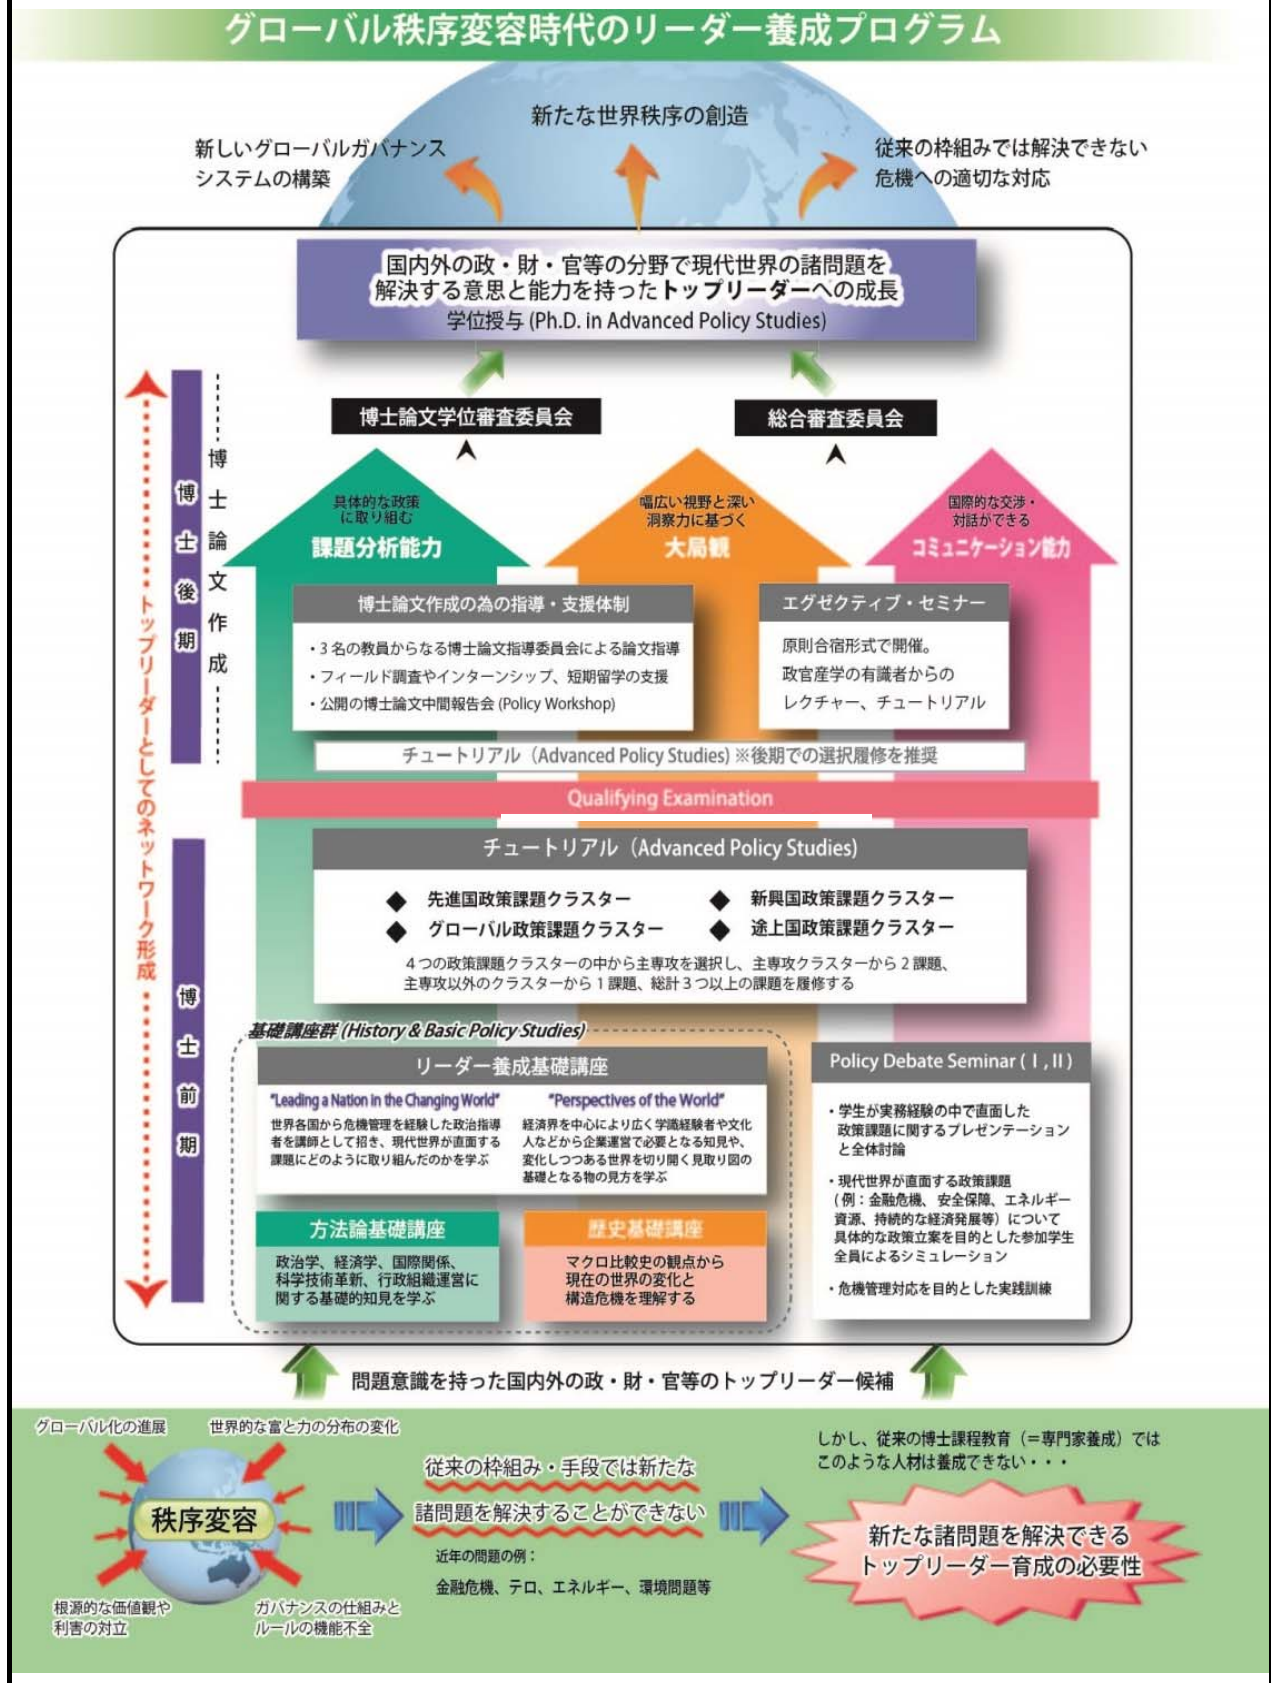 グローバル秩序変容時代のリーダー養成プログラム
新たな世界秩序の創造
新しいグローバルガバナンス
システムの構築
従来の枠組みでは解決できない
危機への適切な対応
国内外の政・財・官等の分野で現代世界の諸問題を
解決する意思と能力を持ったトップリーダーへの成長
学位授与 (Ph.D. in Advanced Policy Studies)
博士論文学位審査委員会
総合審査委員会
トップリーダーとしてのネットワーク形成
博士後期
博士論文作成
具体的な政策
に取り組む
課題分析能力
幅広い視野と深い
洞察力に基づく
大局観
国際的な交渉・
対話ができる
コミュニケーション能力
博士論文作成の為の指導・支援体制
・3名の教員からなる博士論文指導委員会による論文指導
・フィールド調査やインターンシップ、短期留学の支援
・公開の博士論文中間報告会 (Policy Workshop)
エグゼクティブ・セミナー
原則合宿形式で開催。
政官産学の有識者からの
レクチャー、チュートリアル
チュートリアル（Advanced Policy Studies) ※後期での選択履修を推奨
Qualifying Examination
博士前期
チュートリアル（Advanced Policy Studies)
◆ 先進国政策課題クラスター
◆ 新興国政策課題クラスター
◆ グローバル政策課題クラスター
◆ 途上国政策課題クラスター
4つの政策課題クラスターの中から主専攻を選択し、主専攻クラスターから2課題、
主専攻以外のクラスターから1課題、総計3つ以上の課題を履修する
基礎講座群 (History & Basic Policy Studies)
リーダー養成基礎講座
"Leading a Nation in the Changing World"
世界各国から危機管理を経験した政治指導
者を講師として招き、現代世界が直面する
課題にどのように取り組んだのかを学ぶ
"Perspectives of the World"
経済界を中心により広く学識経験者や文化
人などから企業運営で必要となる知見や、
変化しつつある世界を切り開く見取り図の
基礎となる物の見方を学ぶ
方法論基礎講座
政治学、経済学、国際関係、
科学技術革新、行政組織運営に
関する基礎的知見を学ぶ
歴史基礎講座
マクロ比較史の観点から
現在の世界の変化と
構造危機を理解する
Policy Debate Seminar ( I , II )
・学生が実務経験の中で直面した
政策課題に関するプレゼンテーション
と全体討論
・現代世界が直面する政策課題
（例：金融危機、安全保障、エネルギー
資源、持続的な経済発展等）について
具体的な政策立案を目的とした参加学生
全員によるシミュレーション
・危機管理対応を目的とした実践訓練
問題意識を持った国内外の政・財・官等のトップリーダー候補
グローバル化の進展
世界的な富と力の分布の変化
秩序変容
根源的な価値観や
利害の対立
ガバナンスの仕組みと
ルールの機能不全
従来の枠組み・手段では新たな
諸問題を解決することができない
近年の問題の例：
金融危機、テロ、エネルギー、環境問題等
しかし、従来の博士課程教育（＝専門家養成）では
このような人材は養成できない・・・
新たな諸問題を解決できる
トップリーダー育成の必要性